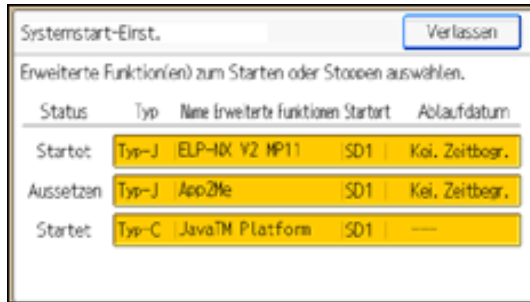 Systemstart-Einst. Verlassen
Erweiterte Funktion(en) zum Starten oder Stoppen auswählen.
Status Typ Name Erweiterte Funktionen Startort Ablaufdatum
Startet Typ-J ELP-NX V2 MP11 SD1 Kei. Zeitbegr.
Aussetzen Typ-J App2Me SD1 Kei. Zeitbegr.
Startet Typ-C JavaTM Platform SD1 ---